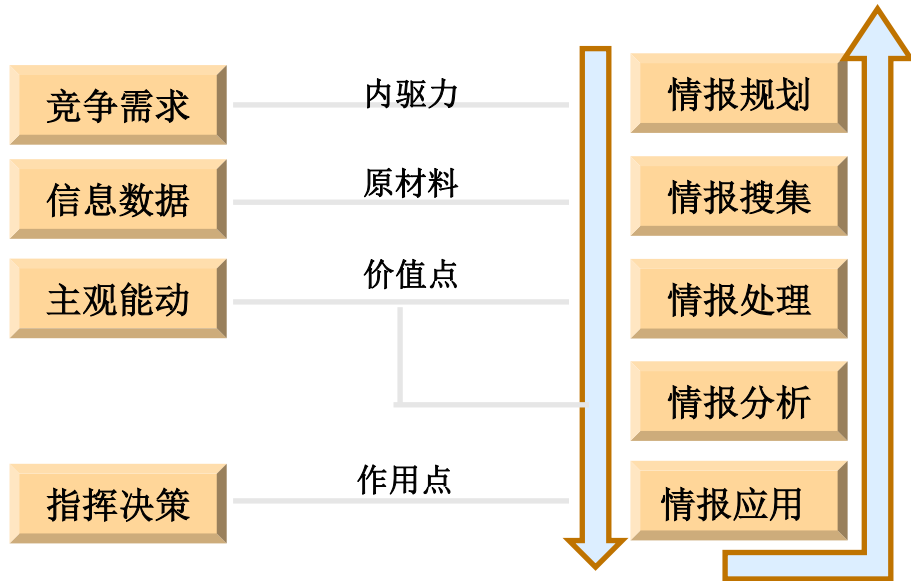 竞争需求
内驱力
情报规划
信息数据
原材料
情报搜集
主观能动
价值点
情报处理
情报分析
指挥决策
作用点
情报应用